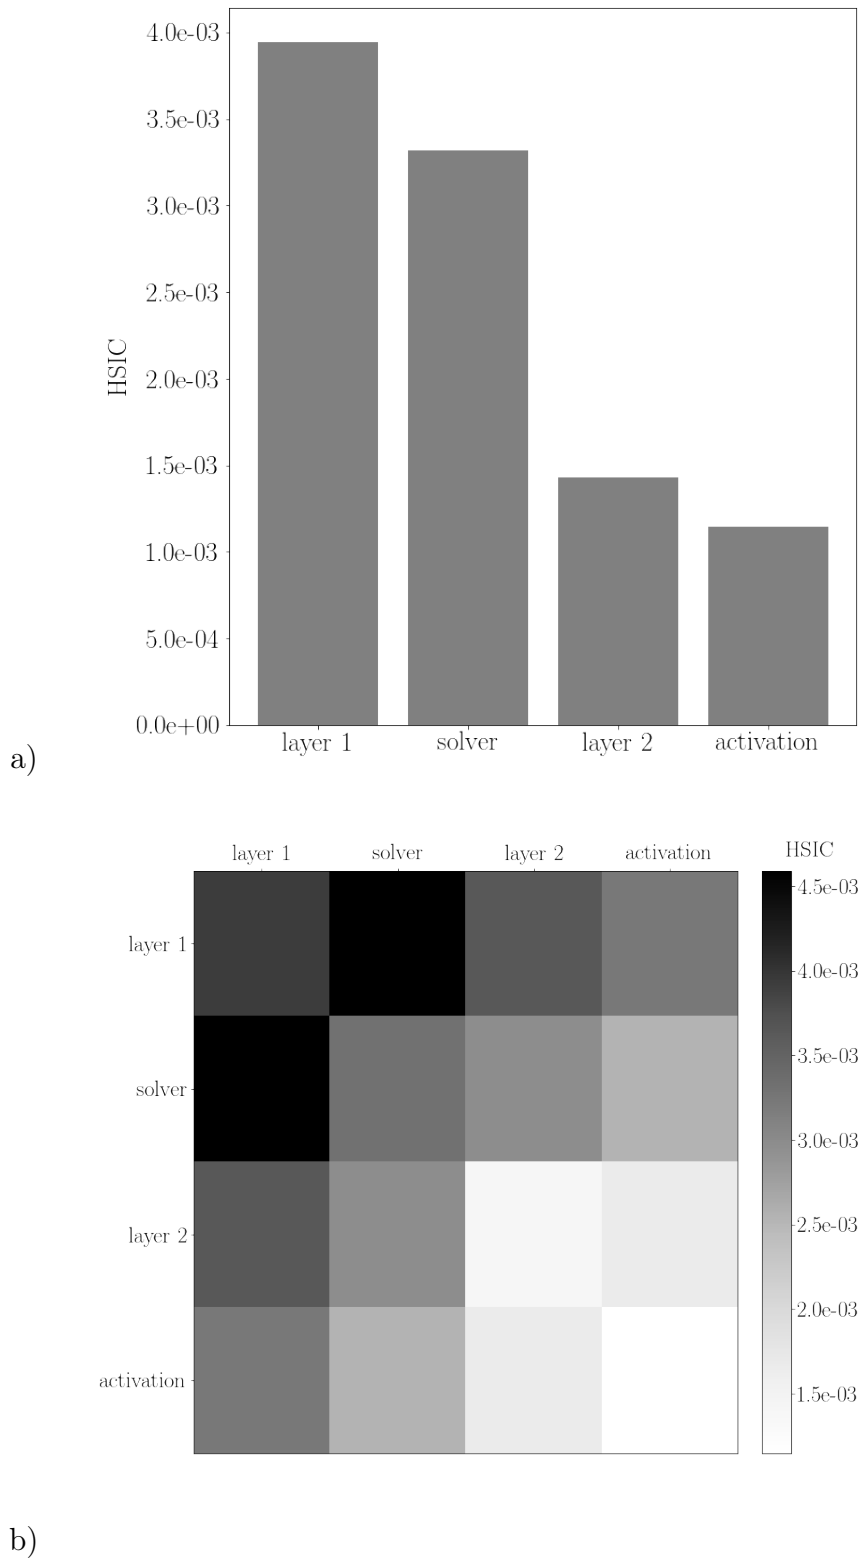 4.0e-03
3.5e-03
3.0e-03
2.5e-03
2.0e-03
1.5e-03
1.0e-03
5.0e-04
0.0e+00
HSIC
layer 1 solver layer 2 activation
a)
layer 1 solver layer 2 activation
HSIC
layer 1
solver
layer 2
activation
4.5e-03
4.0e-03
3.5e-03
3.0e-03
2.5e-03
2.0e-03
1.5e-03
b)